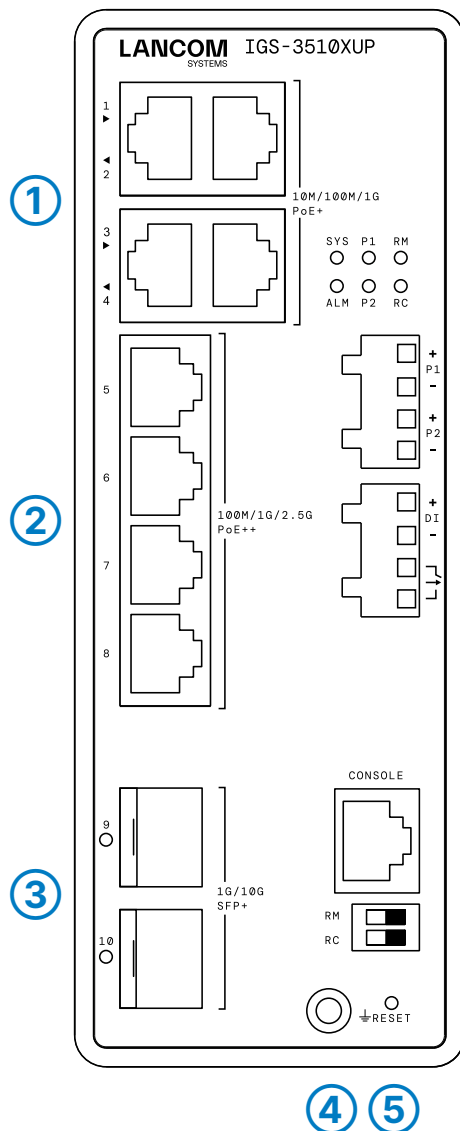 LANCOM
SYSTEMS
IGS-3510XUP
1
2
10M/100M/1G
PoE+
1
3
4
SYS P1 RM
ALM P2 RC
+
P1
-
+
P2
-
5
6
7
8
2
100M/1G/2.5G
PoE++
+
DI
-
CONSOLE
9
10
3
1G/10G
SFP+
RM
RC
RESET
4 5